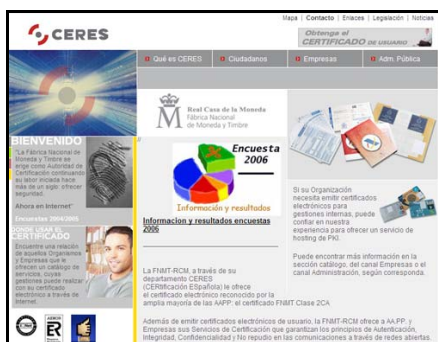 Mapa | Contacto | Enlaces | Legislación | Noticias
CERES
Obtenga el
CERTIFICADO DE USUARIO
Qué es CERES
Ciudadanos
Empresas
Adm. Pública
BIENVENIDO
"La Fábrica Nacional de
Moneda y Timbre se
erige como Autoridad de
Certificación continuando
su labor iniciada hace
más de un siglo: ofrecer
seguridad.
Ahora en Internet"
Encuestas 2004/2005
DÓNDE USAR EL
CERTIFICADO
Encuentre una relación
de aquellos Organismos
y Empresas que le
ofrecen un catálogo de
servicios, cuyas
gestiones puede realizar
con su certificado
electrónico a través de
Internet.
AENOR
ER
Real Casa de la Moneda
Fábrica Nacional
de Moneda y Timbre
Encuesta
2006
Información y resultados
Informacion y resultados encuestas
2006
La FNMT-RCM, a través de su
departamento CERES
(CERtificación ESpañola) le ofrece
el certificado electrónico reconocido por la
amplia mayoría de las AAPP: el certificado FNMT Clase 2CA
Si su Organización
necesita emitir certificados
electrónicos para
gestiones internas, puede
confiar en nuestra
experiencia para ofrecer un servicio de
hosting de PKI.
Puede encontrar más información en la
sección catálogo, del canal Empresas o el
canal Administración, según corresponda.
Además de emitir certificados electrónicos de usuario, la FNMT-RCM ofrece a AA.PP. y
Empresas sus Servicios de Certificación que garantizan los principios de Autenticación,
Integridad, Confidencialidad y No repudio en las comunicaciones a través de redes abiertas.